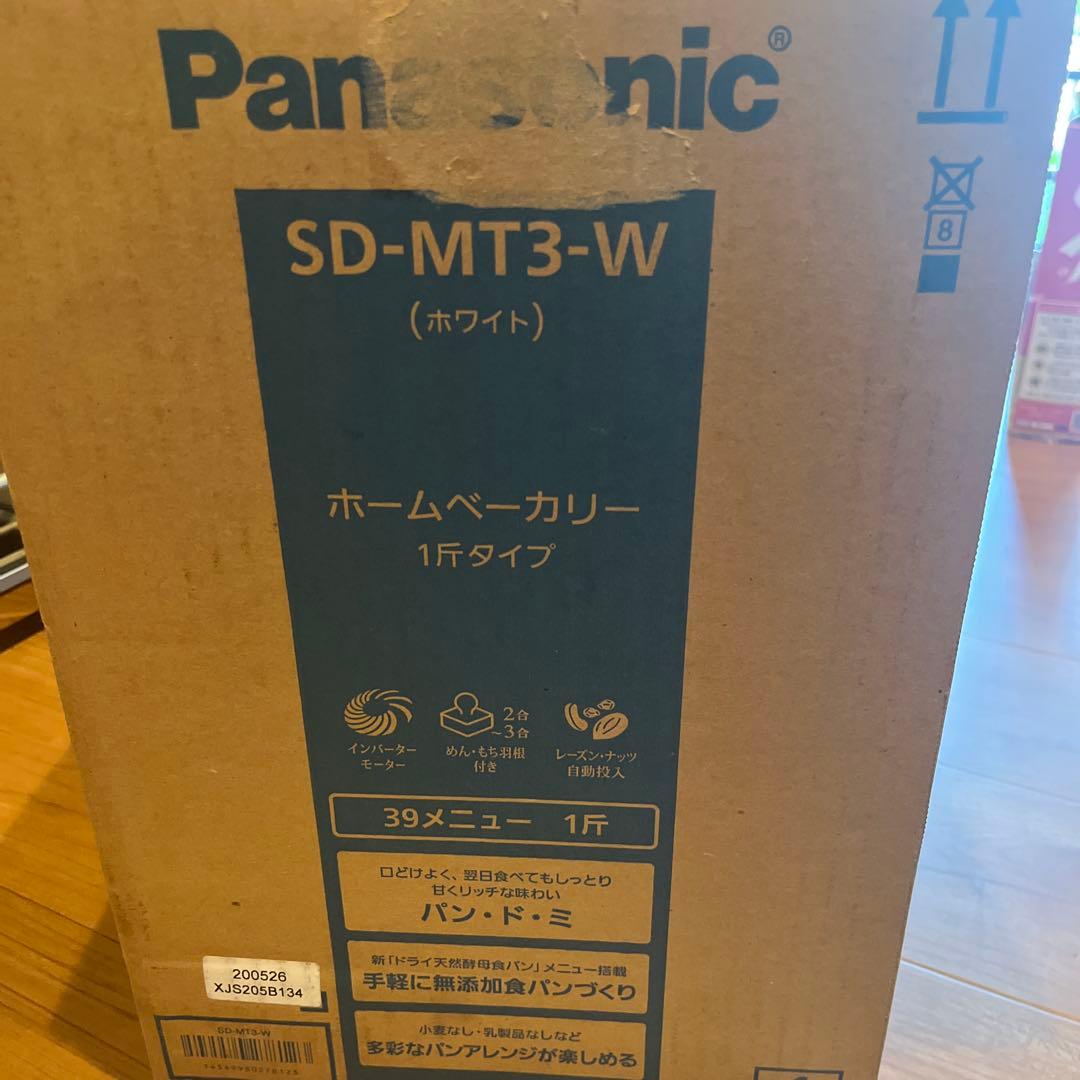 Panasonic®
8
SD-MT3-W
(ホワイト)
ホームベーカリー
1斤タイプ
インバーター
モーター
2合
~3合
めん・もち羽根
付き
レーズン・ナッツ
自動投入
39メニュー 1斤
口どけよく、翌日食べてもしっとり
甘くリッチな味わい
パン・ド・ミ
新「ドライ天然酵母食パン」メニュー搭載
手軽に無添加食パンづくり
小麦なし・乳製品なしなど
多彩なパンアレンジが楽しめる
200526
XJS205B134
SD-MT3-W